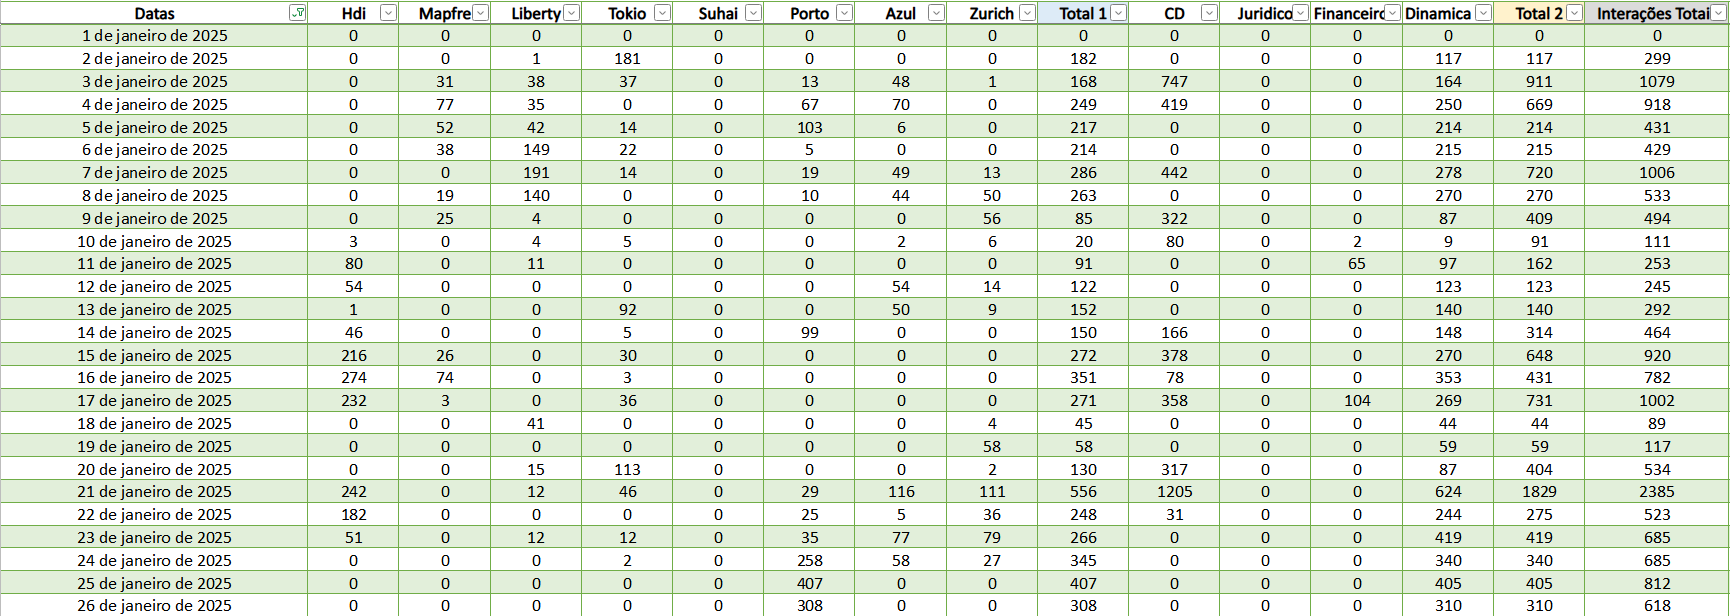 Datas Hdi Mapfre Liberty Tokio Suhai Porto Azul Zurich Total 1 CD Juridico Financeiro Dinamica Total 2 Interações Totai
1 de janeiro de 2025 0 0 0 0 0 0 0 0 0 0 0 0 0 0 0
2 de janeiro de 2025 0 0 1 181 0 0 0 0 182 0 0 0 117 117 299
3 de janeiro de 2025 0 31 38 37 0 13 48 1 168 747 0 0 164 911 1079
4 de janeiro de 2025 0 77 35 0 0 67 70 0 249 419 0 0 250 669 918
5 de janeiro de 2025 0 52 42 14 0 103 6 0 217 0 0 0 214 214 431
6 de janeiro de 2025 0 38 149 22 0 5 0 0 214 0 0 0 215 215 429
7 de janeiro de 2025 0 0 191 14 0 19 49 13 286 442 0 0 278 720 1006
8 de janeiro de 2025 0 19 140 0 0 10 44 50 263 0 0 0 270 270 533
9 de janeiro de 2025 0 25 4 0 0 0 0 56 85 322 0 0 87 409 494
10 de janeiro de 2025 3 0 4 5 0 0 2 6 20 80 0 2 9 91 111
11 de janeiro de 2025 80 0 11 0 0 0 0 0 91 0 0 65 97 162 253
12 de janeiro de 2025 54 0 0 0 0 0 54 14 122 0 0 0 123 123 245
13 de janeiro de 2025 1 0 0 92 0 0 50 9 152 0 0 0 140 140 292
14 de janeiro de 2025 46 0 0 5 0 99 0 0 150 166 0 0 148 314 464
15 de janeiro de 2025 216 26 0 30 0 0 0 0 272 378 0 0 270 648 920
16 de janeiro de 2025 274 74 0 3 0 0 0 0 351 78 0 0 353 431 782
17 de janeiro de 2025 232 3 0 36 0 0 0 0 271 358 0 104 269 731 1002
18 de janeiro de 2025 0 0 41 0 0 0 0 4 45 0 0 0 44 44 89
19 de janeiro de 2025 0 0 0 0 0 0 0 58 58 0 0 0 59 59 117
20 de janeiro de 2025 0 0 15 113 0 0 0 2 130 317 0 0 87 404 534
21 de janeiro de 2025 242 0 12 46 0 29 116 111 556 1205 0 0 624 1829 2385
22 de janeiro de 2025 182 0 0 0 0 25 5 36 248 31 0 0 244 275 523
23 de janeiro de 2025 51 0 12 12 0 35 77 79 266 0 0 0 419 419 685
24 de janeiro de 2025 0 0 0 2 0 258 58 27 345 0 0 0 340 340 685
25 de janeiro de 2025 0 0 0 0 0 407 0 0 407 0 0 0 405 405 812
26 de janeiro de 2025 0 0 0 0 0 308 0 0 308 0 0 0 310 310 618